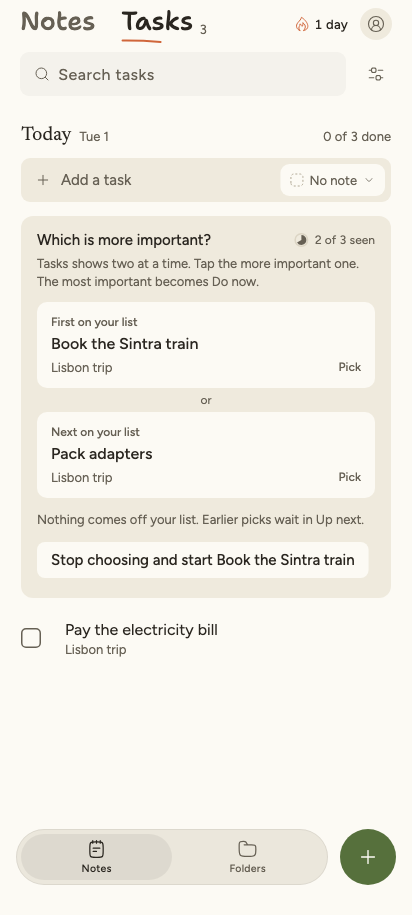 Notes
Tasks 3
1 day
Search tasks
Today Tue 1
0 of 3 done
Add a task
No note
Which is more important?
2 of 3 seen
Tasks shows two at a time. Tap the more important one.
The most important becomes Do now.
First on your list
Book the Sintra train
Lisbon trip
Pick
or
Next on your list
Pack adapters
Lisbon trip
Pick
Nothing comes off your list. Earlier picks wait in Up next.
Stop choosing and start Book the Sintra train
Pay the electricity bill
Lisbon trip
Notes
Folders